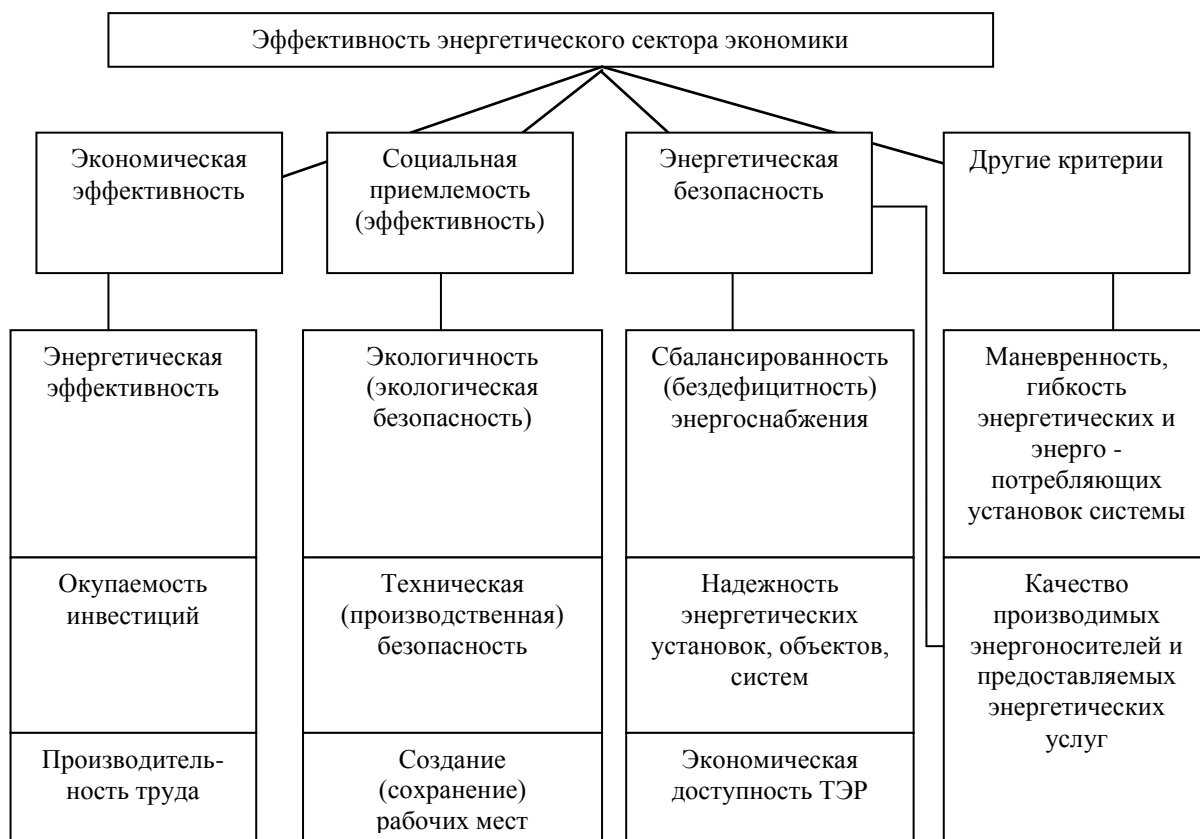 Эффективность энергетического сектора экономики
Экономическая
эффективность
Социальная
приемлемость
(эффективность)
Энергетическая
безопасность
Другие критерии
Энергетическая
эффективность
Экологичность
(экологическая
безопасность)
Сбалансированность
(бездефицитность)
энергоснабжения
Маневренность,
гибкость
энергетических и
энерго -
потребляющих
установок системы
Окупаемость
инвестиций
Техническая
(производственная)
безопасность
Надежность
энергетических
установок, объектов,
систем
Качество
производимых
энергоносителей и
предоставляемых
энергетических
услуг
Производитель-
ность труда
Создание
(сохранение)
рабочих мест
Экономическая
доступность ТЭР